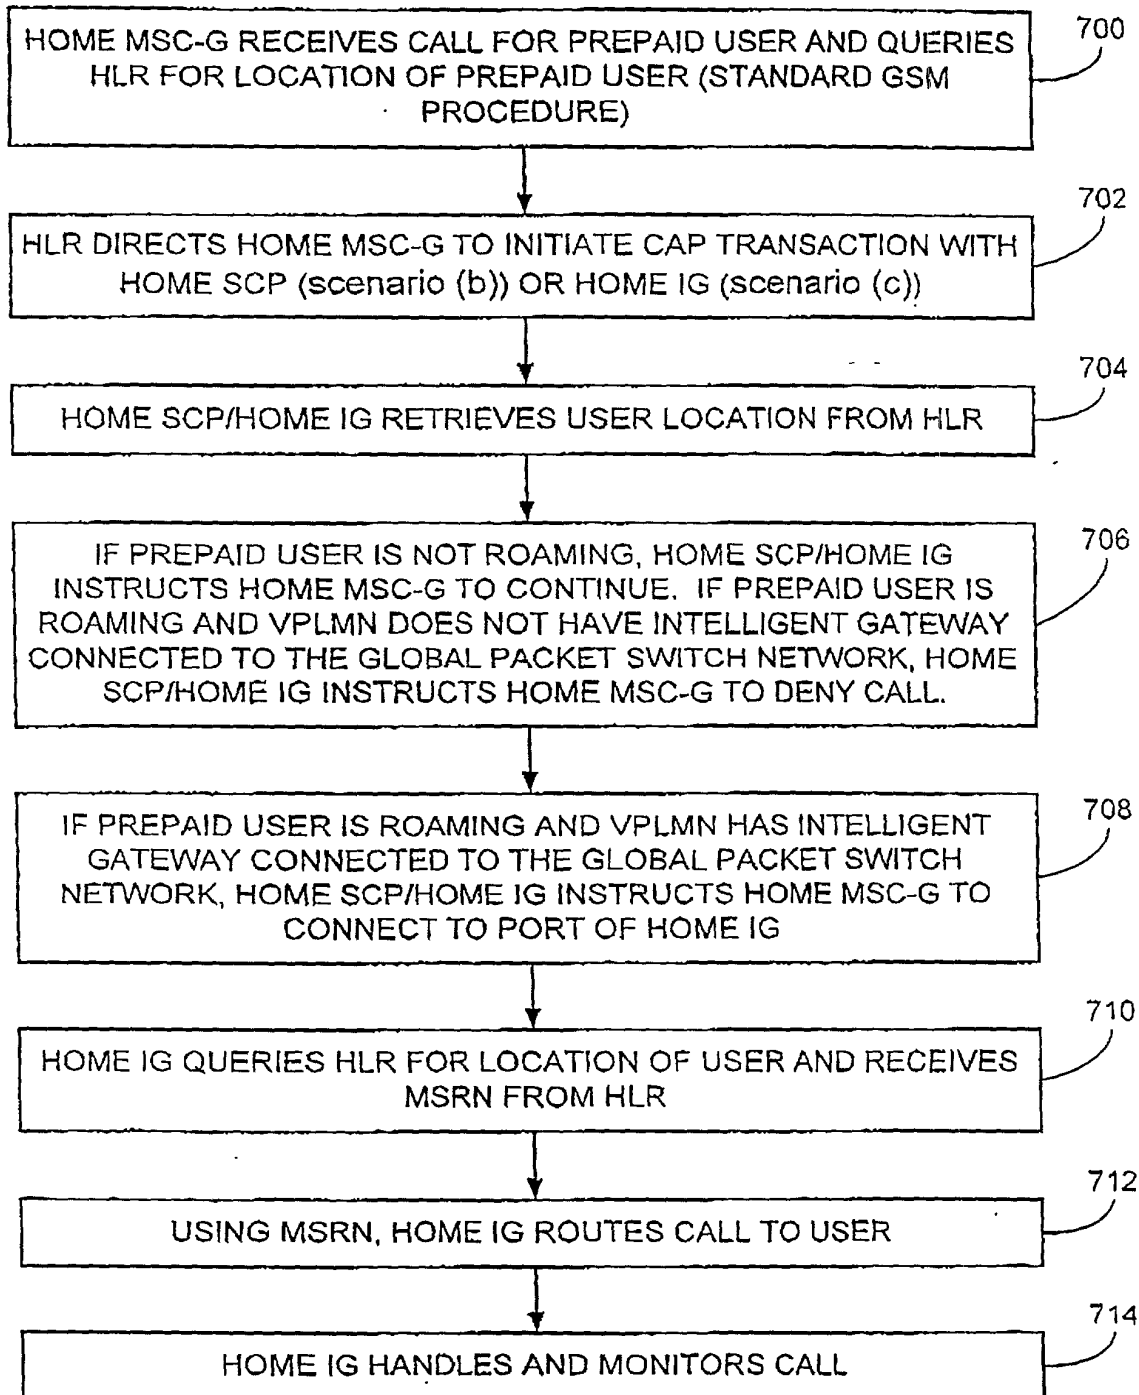 HOME MSC-G RECEIVES CALL FOR PREPAID USER AND QUERIES
HLR FOR LOCATION OF PREPAID USER (STANDARD GSM
PROCEDURE)
700
HLR DIRECTS HOME MSC-G TO INITIATE CAP TRANSACTION WITH
HOME SCP (scenario (b)) OR HOME IG (scenario (c))
702
HOME SCP/HOME IG RETRIEVES USER LOCATION FROM HLR
704
IF PREPAID USER IS NOT ROAMING, HOME SCP/HOME IG
INSTRUCTS HOME MSC-G TO CONTINUE. IF PREPAID USER IS
ROAMING AND VPLMN DOES NOT HAVE INTELLIGENT GATEWAY
CONNECTED TO THE GLOBAL PACKET SWITCH NETWORK, HOME
SCP/HOME IG INSTRUCTS HOME MSC-G TO DENY CALL.
706
IF PREPAID USER IS ROAMING AND VPLMN HAS INTELLIGENT
GATEWAY CONNECTED TO THE GLOBAL PACKET SWITCH
NETWORK, HOME SCP/HOME IG INSTRUCTS HOME MSC-G TO
CONNECT TO PORT OF HOME IG
708
HOME IG QUERIES HLR FOR LOCATION OF USER AND RECEIVES
MSRN FROM HLR
710
USING MSRN, HOME IG ROUTES CALL TO USER
712
HOME IG HANDLES AND MONITORS CALL
714